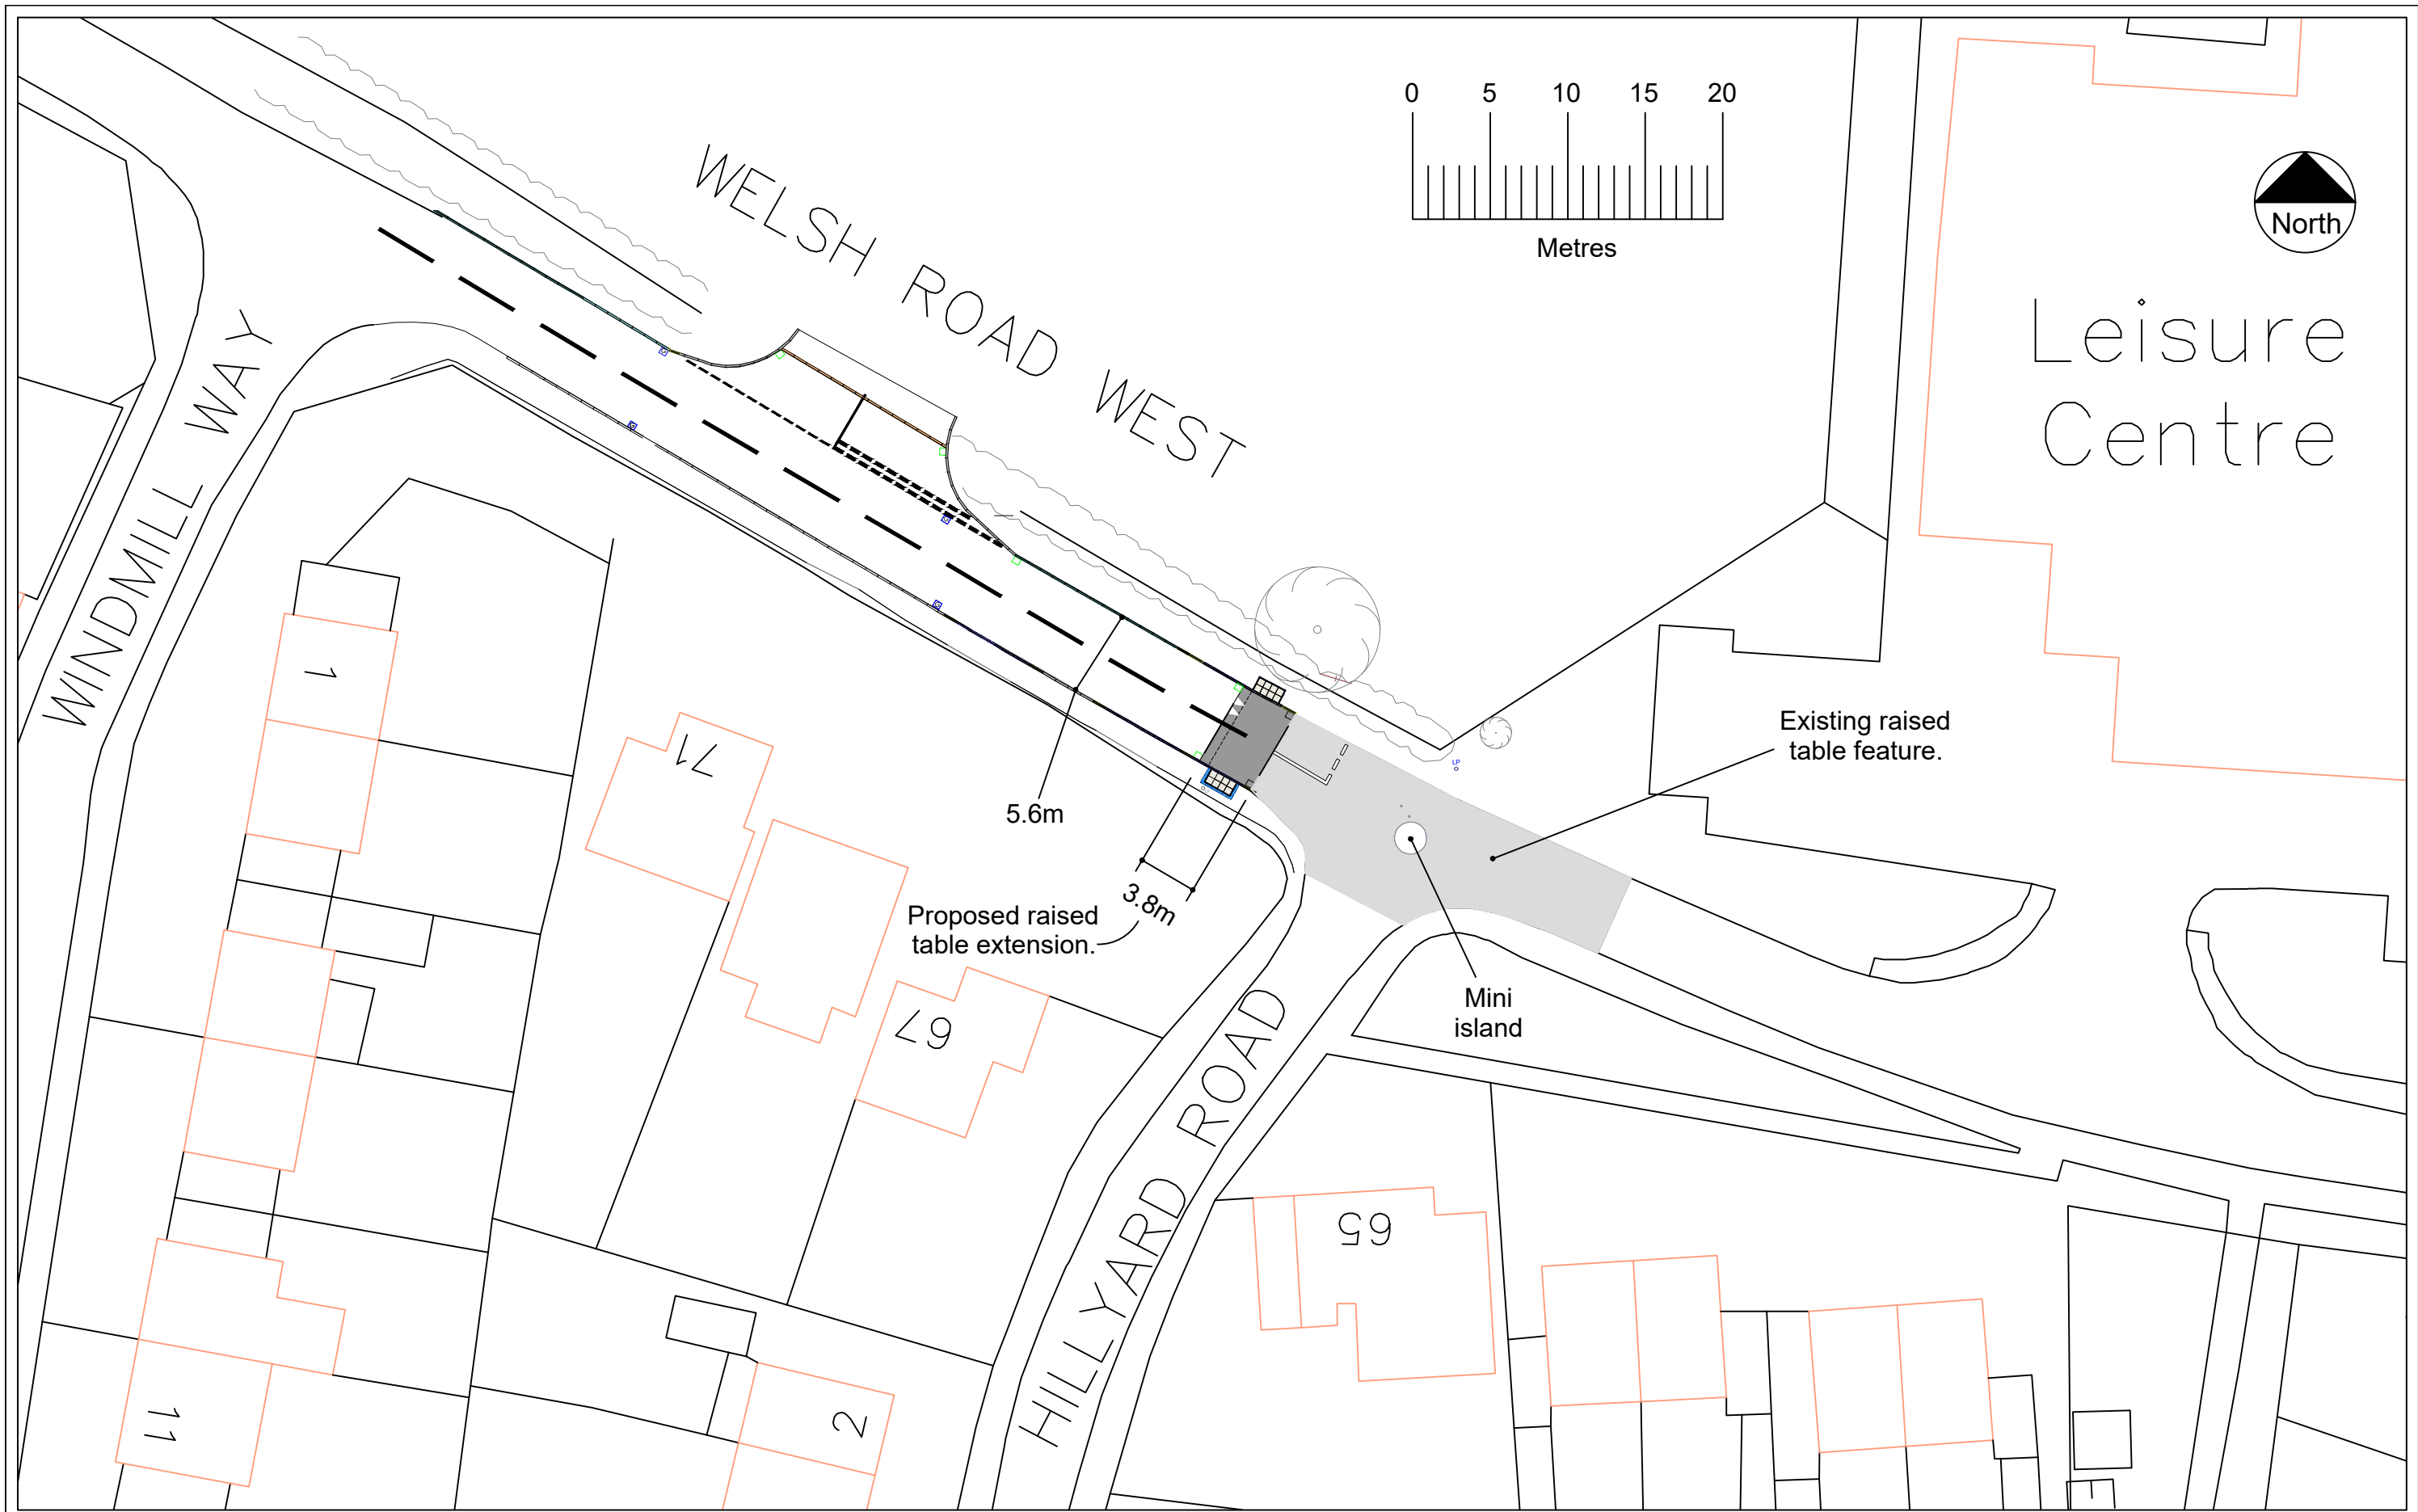 0 5 10 15 20
Metres
North
WELSH ROAD WEST
Leisure
Centre
WINDMILL WAY
1
71
Existing raised
table feature.
LP
5.6m
3.8m
Proposed raised
table extension.
Mini
island
67
HILLYARD ROAD
65
2
11